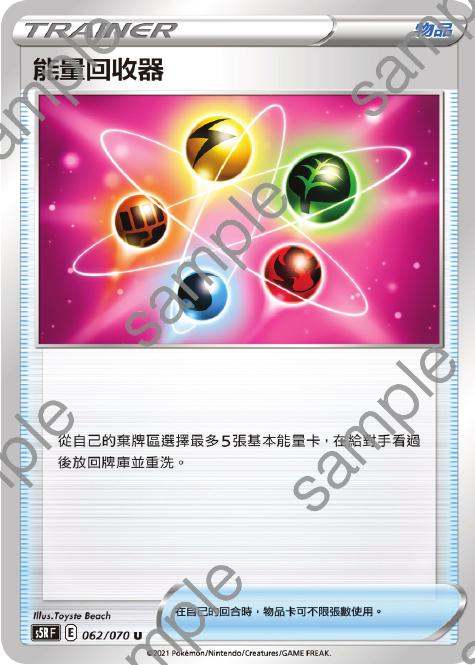 TRAINER
物品
能量回收器
從自己的棄牌區選擇最多5張基本能量卡，在給對手看過
後放回牌庫並重洗。
Illus.Toyste Beach
在自己的回合時，物品卡可不限張數使用。
s5R F E 062/070 U
©2021 Pokémon/Nintendo/Creatures/GAME FREAK.
sample
sample
sample
sample
sample
sample
sample